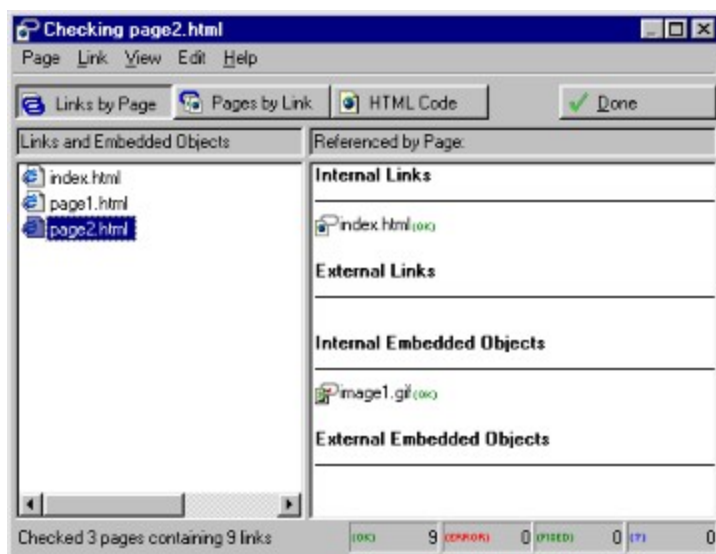 Checking page2.html
Page Link View Edit Help
Links by Page Pages by Link HTML Code Done
Links and Embedded Objects
Referenced by Page:
index.html
page1.html
page2.html
Internal Links
index.html (OK)
External Links
Internal Embedded Objects
image1.gif (OK)
External Embedded Objects
Checked 3 pages containing 9 links (OK) 9 (ERROR) 0 (FIXED) 0 (?) 0